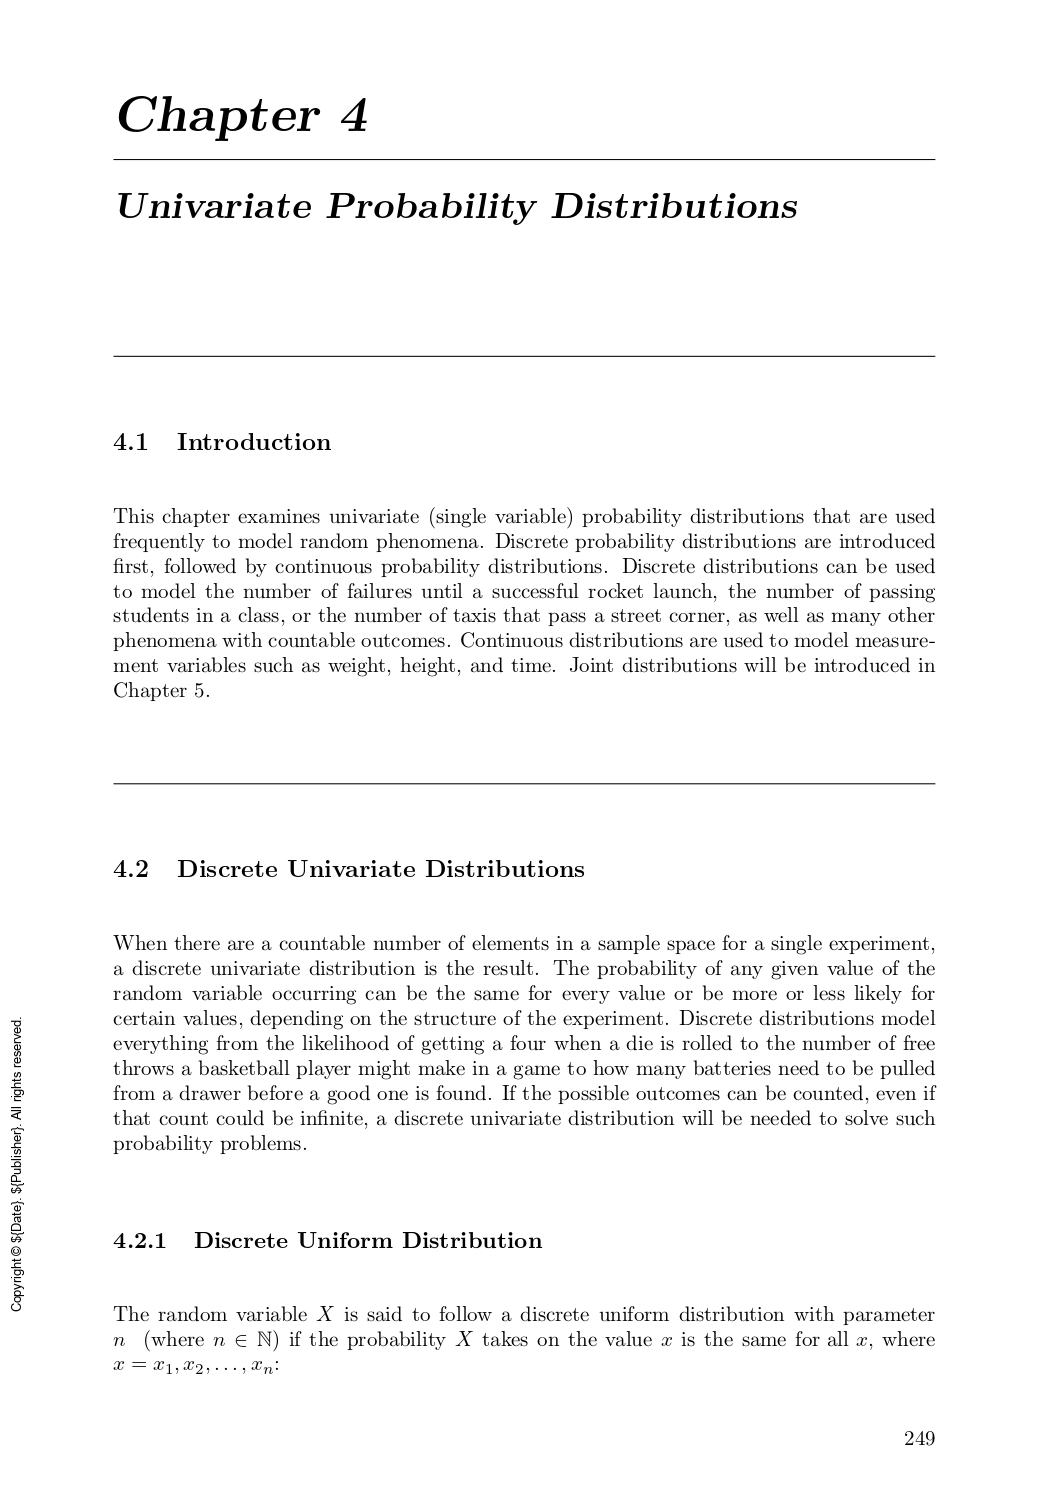 Chapter 4
Univariate Probability Distributions
4.1 Introduction
This chapter examines univariate (single variable) probability distributions that are used
frequently to model random phenomena. Discrete probability distributions are introduced
first, followed by continuous probability distributions. Discrete distributions can be used
to model the number of failures until a successful rocket launch, the number of passing
students in a class, or the number of taxis that pass a street corner, as well as many other
phenomena with countable outcomes. Continuous distributions are used to model measure-
ment variables such as weight, height, and time. Joint distributions will be introduced in
Chapter 5.
4.2 Discrete Univariate Distributions
When there are a countable number of elements in a sample space for a single experiment,
a discrete univariate distribution is the result. The probability of any given value of the
random variable occurring can be the same for every value or be more or less likely for
certain values, depending on the structure of the experiment. Discrete distributions model
everything from the likelihood of getting a four when a die is rolled to the number of free
throws a basketball player might make in a game to how many batteries need to be pulled
from a drawer before a good one is found. If the possible outcomes can be counted, even if
that count could be infinite, a discrete univariate distribution will be needed to solve such
probability problems.
4.2.1 Discrete Uniform Distribution
The random variable X is said to follow a discrete uniform distribution with parameter
n (where n ∈ ℕ) if the probability X takes on the value x is the same for all x, where
x = x₁, x₂, . . . , xₙ:
249
Copyright © ${Date}. ${Publisher}. All rights reserved.